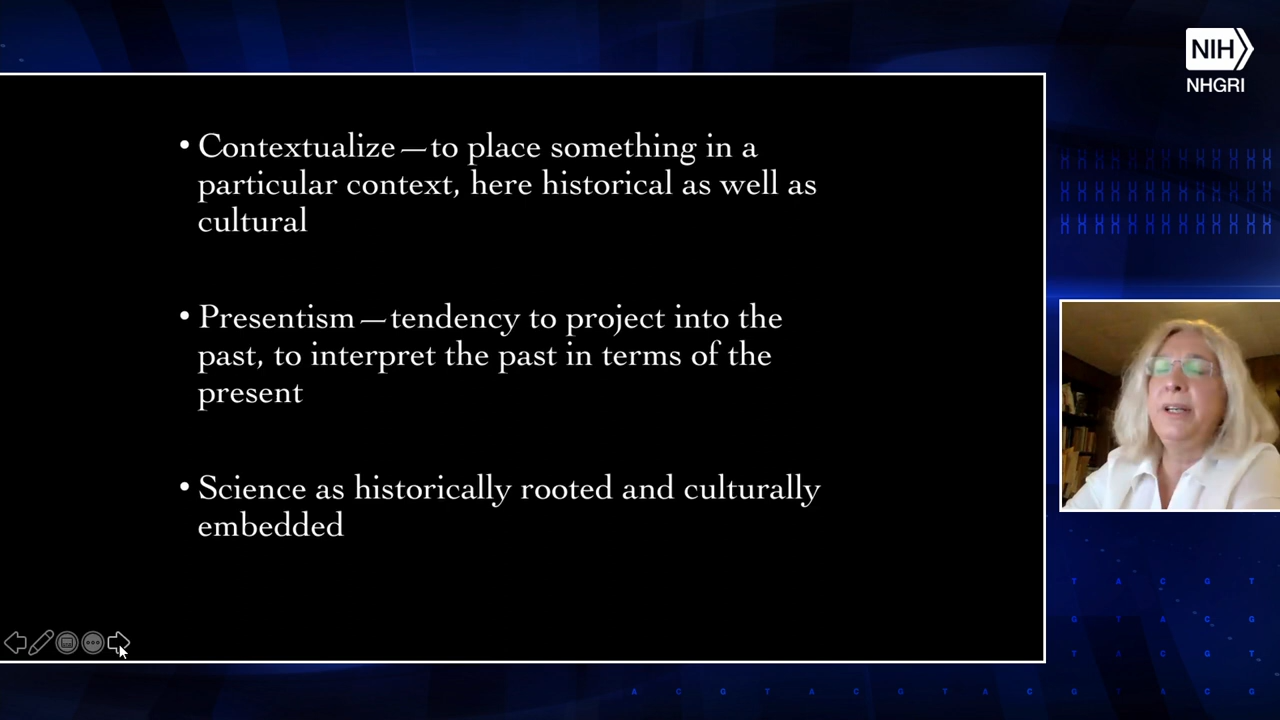 NIH
NHGRI
• Contextualize—to place something in a
particular context, here historical as well as
cultural
• Presentism—tendency to project into the
past, to interpret the past in terms of the
present
• Science as historically rooted and culturally
embedded
T A C G T
G T A C G
T A C G T
A C G T A C G T A C G T A C G